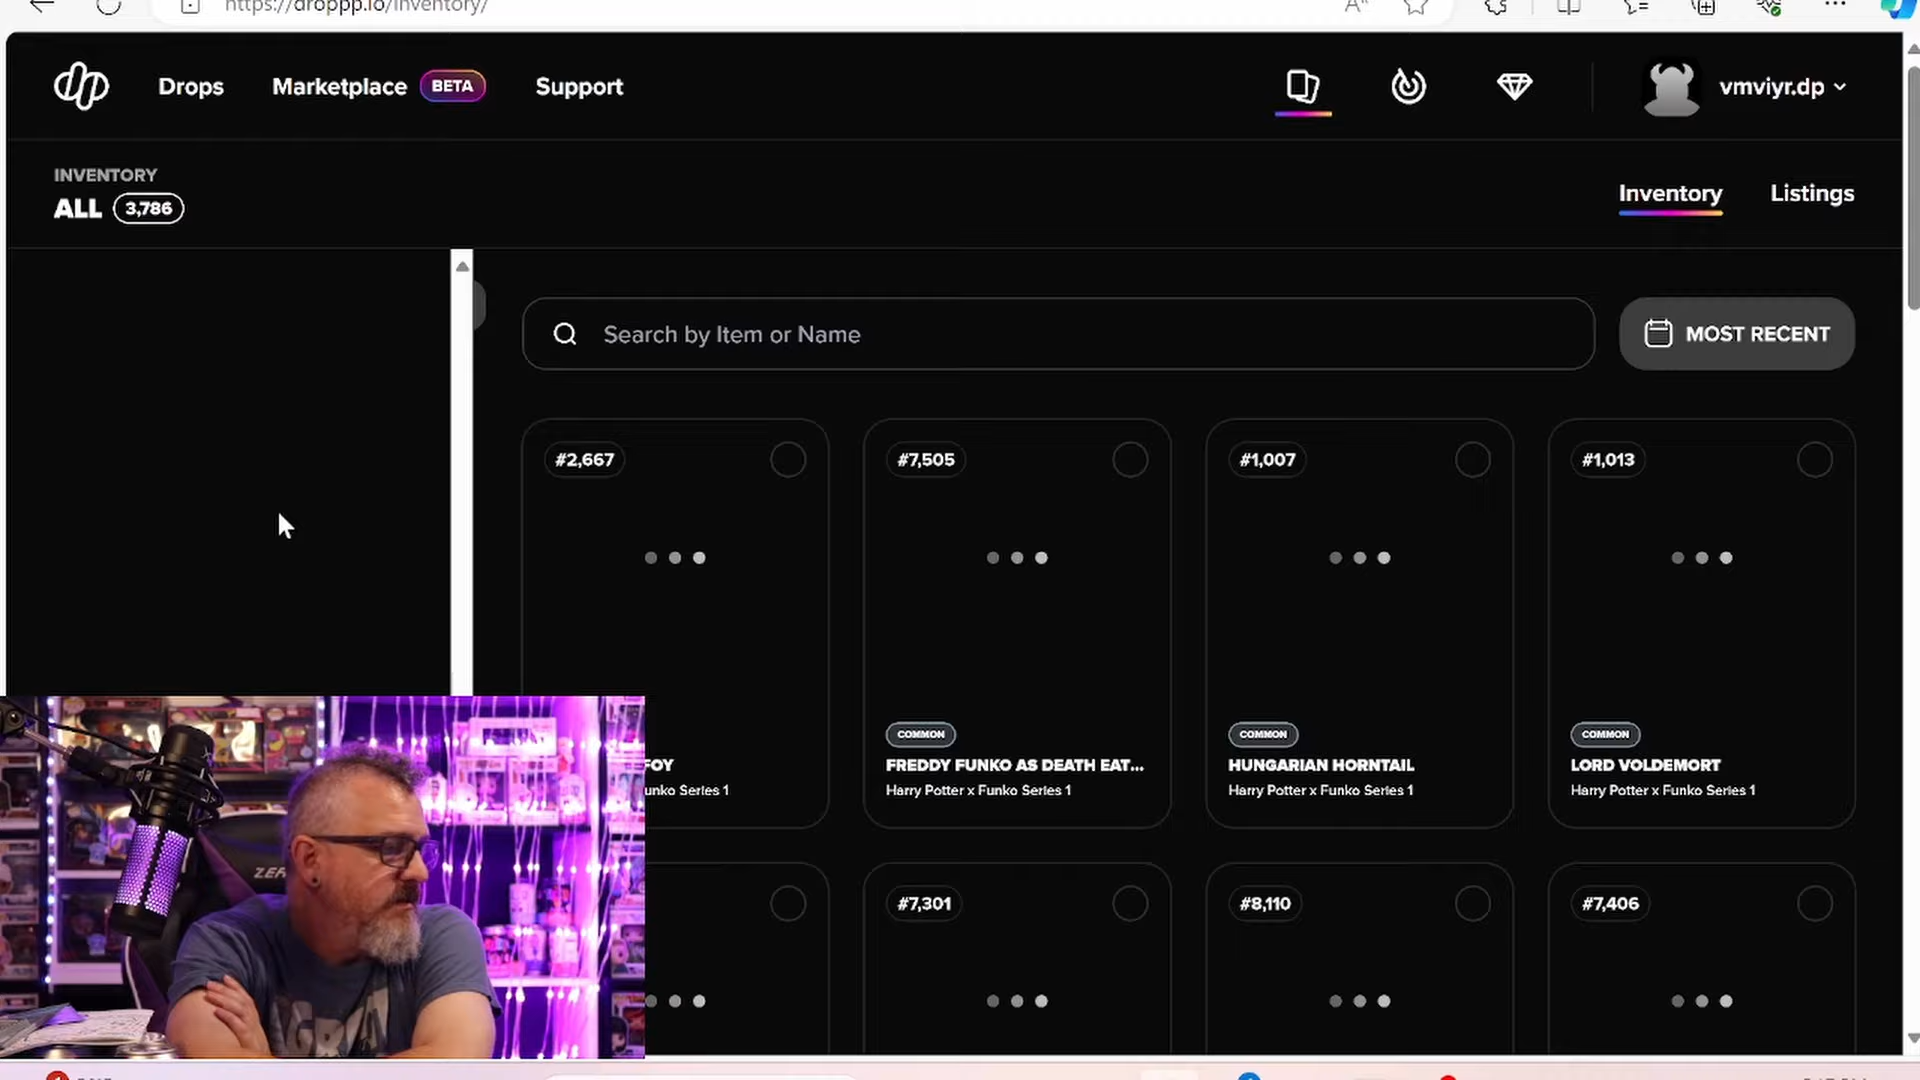 https://droppp.io/inventory/
Drops
Marketplace BETA
Support
vmviyr.dp
INVENTORY
ALL 3,786
Inventory
Listings
Search by Item or Name
MOST RECENT
#2,667
#7,505
#1,007
#1,013
COMMON
COMMON
COMMON
FOY
FREDDY FUNKO AS DEATH EAT...
HUNGARIAN HORNTAIL
LORD VOLDEMORT
unko Series 1
Harry Potter x Funko Series 1
Harry Potter x Funko Series 1
Harry Potter x Funko Series 1
#7,301
#8,110
#7,406